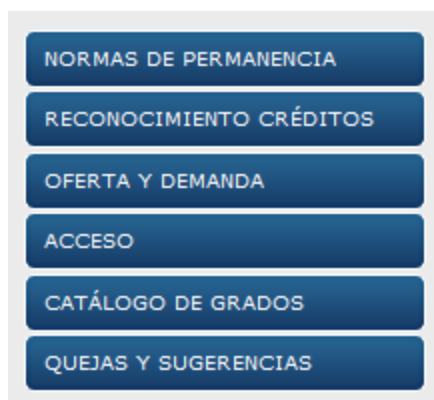 NORMAS DE PERMANENCIA
RECONOCIMIENTO CRÉDITOS
OFERTA Y DEMANDA
ACCESO
CATÁLOGO DE GRADOS
QUEJAS Y SUGERENCIAS